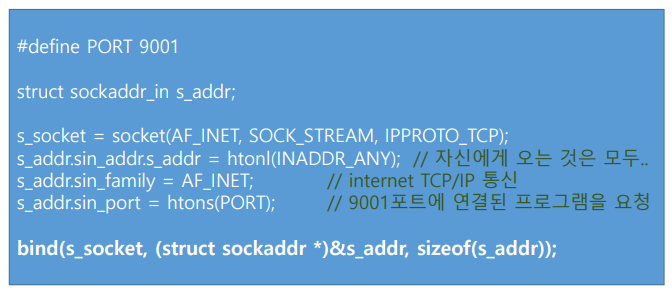 #define PORT 9001
struct sockaddr_in s_addr;
s_socket = socket(AF_INET, SOCK_STREAM, IPPROTO_TCP);
s_addr.sin_addr.s_addr = htonl(INADDR_ANY); // 자신에게 오는 것은 모두..
s_addr.sin_family = AF_INET; // internet TCP/IP 통신
s_addr.sin_port = htons(PORT); // 9001포트에 연결된 프로그램을 요청
bind(s_socket, (struct sockaddr *)&s_addr, sizeof(s_addr));